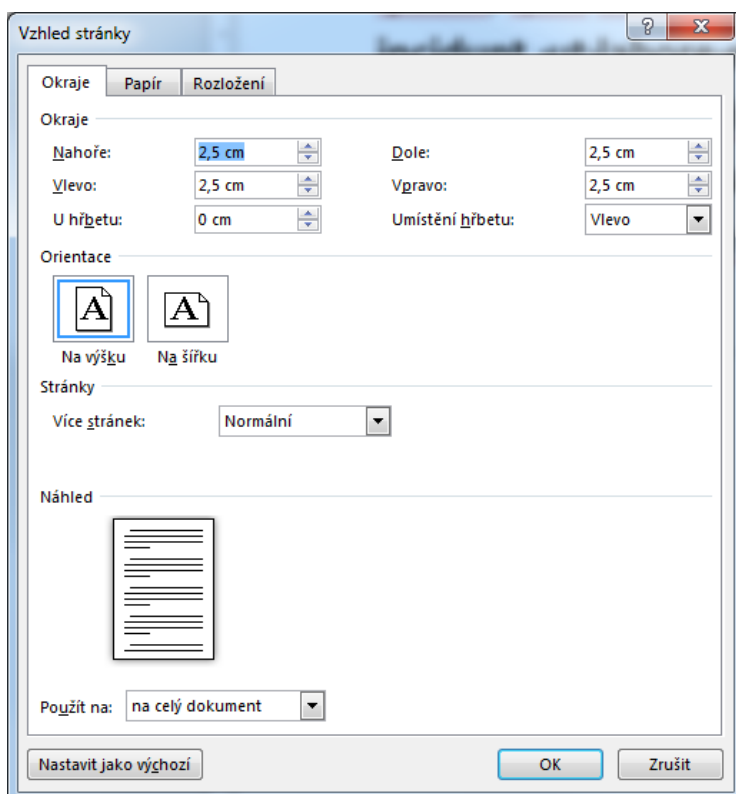 Vzhled stránky
Okraje Papír Rozložení
Okraje
Nahoře: 2,5 cm Dole: 2,5 cm
Vlevo: 2,5 cm Vpravo: 2,5 cm
U hřbetu: 0 cm Umístění hřbetu: Vlevo
Orientace
A A
Na výšku Na šířku
Stránky
Více stránek: Normální
Náhled
Použít na: na celý dokument
Nastavit jako výchozí OK Zrušit